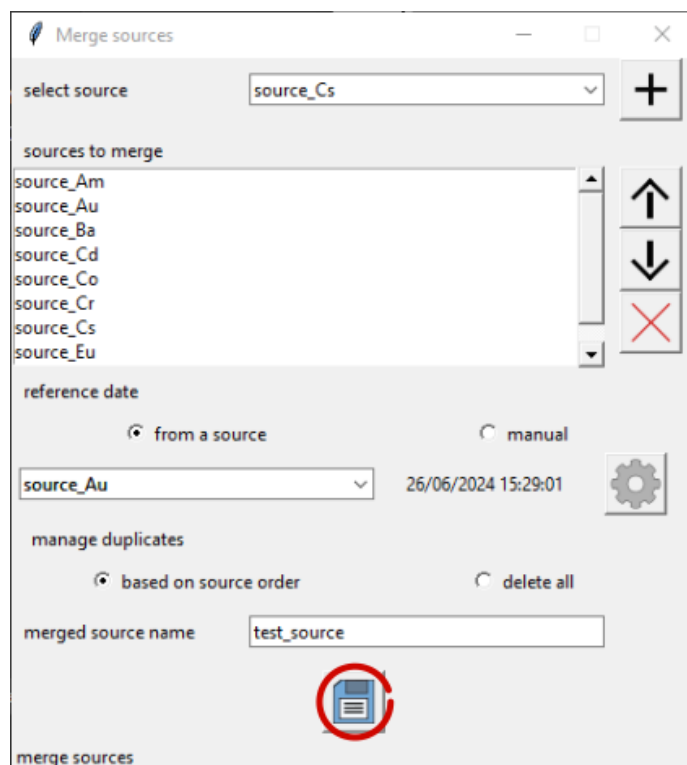 Merge sources
select source source_Cs
sources to merge
source_Am
source_Au
source_Ba
source_Cd
source_Co
source_Cr
source_Cs
source_Eu
reference date
from a source manual
source_Au 26/06/2024 15:29:01
manage duplicates
based on source order delete all
merged source name test_source
merge sources